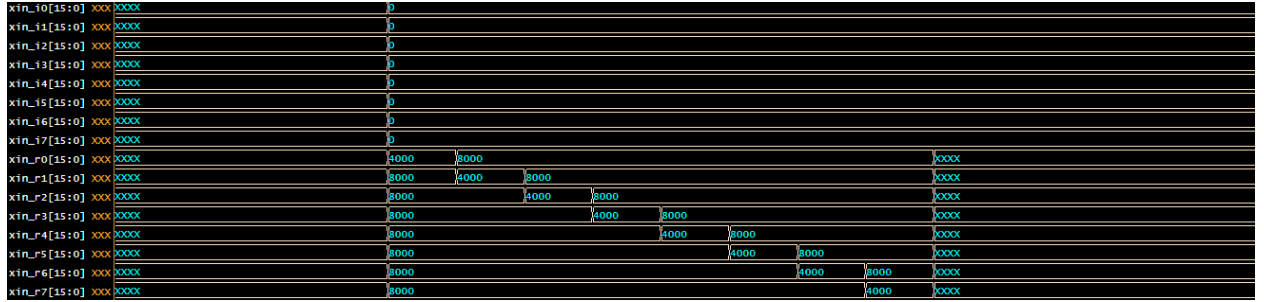 xin_i0[15:0] XXX XXXX 0
xin_i1[15:0] XXX XXXX 0
xin_i2[15:0] XXX XXXX 0
xin_i3[15:0] XXX XXXX 0
xin_i4[15:0] XXX XXXX 0
xin_i5[15:0] XXX XXXX 0
xin_i6[15:0] XXX XXXX 0
xin_i7[15:0] XXX XXXX 0
xin_r0[15:0] XXX XXXX 4000 8000 XXXX
xin_r1[15:0] XXX XXXX 8000 4000 8000 XXXX
xin_r2[15:0] XXX XXXX 8000 4000 8000 XXXX
xin_r3[15:0] XXX XXXX 8000 4000 8000 XXXX
xin_r4[15:0] XXX XXXX 8000 4000 8000 XXXX
xin_r5[15:0] XXX XXXX 8000 4000 8000 XXXX
xin_r6[15:0] XXX XXXX 8000 4000 8000 XXXX
xin_r7[15:0] XXX XXXX 8000 4000 XXXX